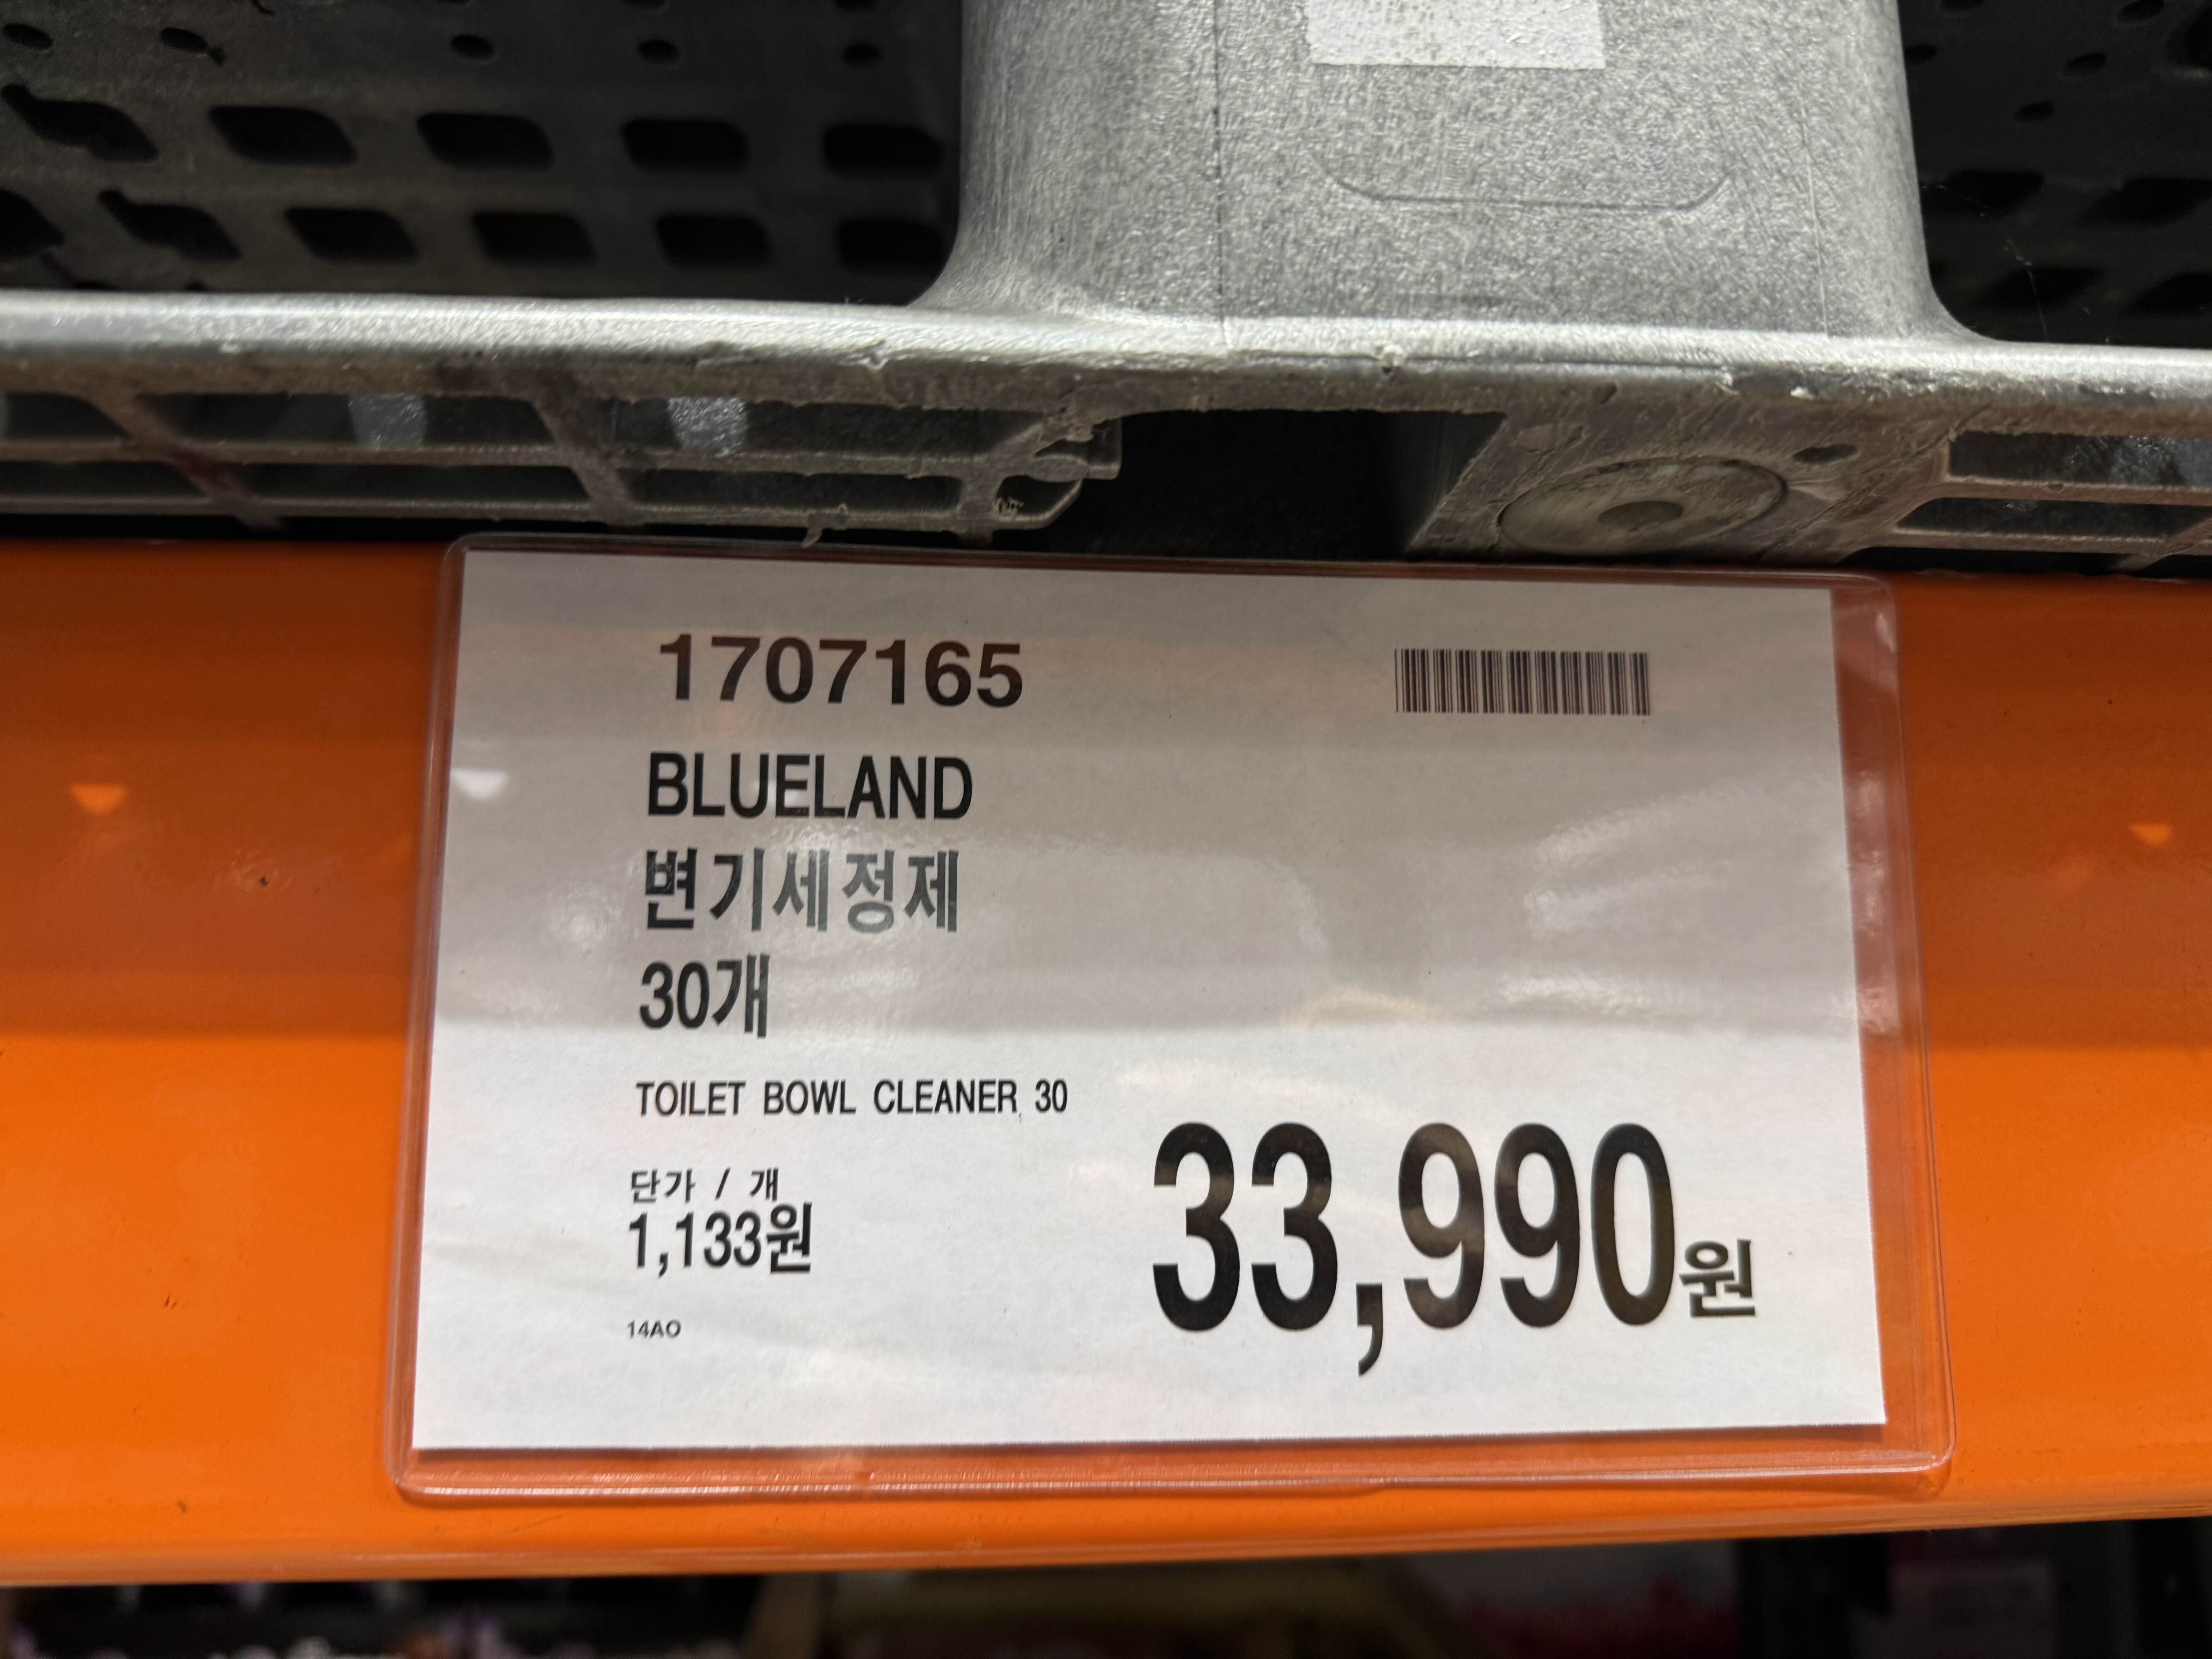 1707165
BLUELAND
변기세정제
30개
TOILET BOWL CLEANER 30
단가 / 개
1,133원
33,990원
14AO